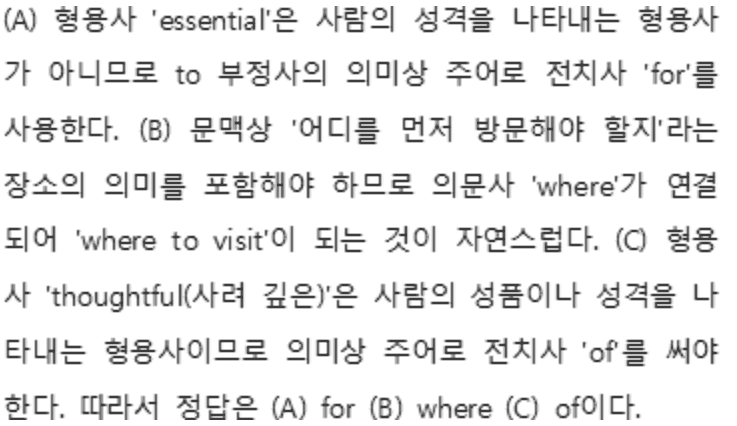 (A) 형용사 'essential'은 사람의 성격을 나타내는 형용사
가 아니므로 to 부정사의 의미상 주어로 전치사 'for'를
사용한다. (B) 문맥상 '어디를 먼저 방문해야 할지'라는
장소의 의미를 포함해야 하므로 의문사 'where'가 연결
되어 'where to visit'이 되는 것이 자연스럽다. (C) 형용
사 'thoughtful(사려 깊은)'은 사람의 성품이나 성격을 나
타내는 형용사이므로 의미상 주어로 전치사 'of'를 써야
한다. 따라서 정답은 (A) for (B) where (C) of이다.